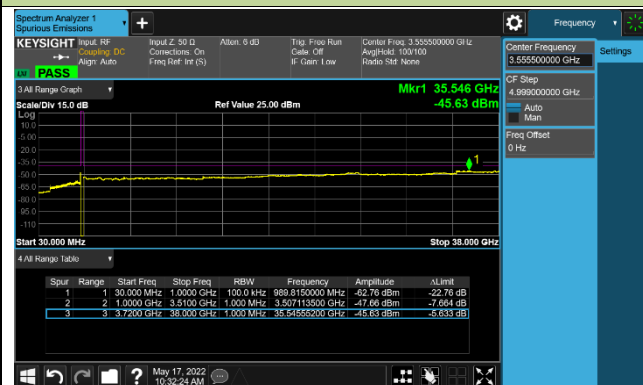 Spectrum Analyzer 1
Spurious Emissions
Frequency
KEYSIGHT Input: RF Input Z: 50 Ω Atten: 6 dB Trig: Free Run Center Freq: 3.555500000 GHz
Coupling: DC Corrections: On Gate: Off Avg|Hold: 100/100
Align: Auto Freq Ref: Int (S) IF Gain: Low Radio Std: None
PASS
3 All Range Graph
Mkr1 35.546 GHz
Scale/Div 15.0 dB Ref Value 25.00 dBm -45.63 dBm
Log
10.0
-5.00
-20.0
-35.0
1
-50.0
-65.0
-80.0
-95.0
-110
Start 30.000 MHz Stop 38.000 GHz
4 All Range Table
Spur Range Start Freq Stop Freq RBW Frequency Amplitude ΔLimit
1 1 30.000 MHz 1.0000 GHz 100.0 kHz 989.8150000 MHz -62.76 dBm -22.76 dB
2 2 1.0000 GHz 3.5100 GHz 1.000 MHz 3.507113500 GHz -47.66 dBm -7.664 dB
3 3 3.7200 GHz 38.000 GHz 1.000 MHz 35.54555200 GHz -45.63 dBm -5.633 dB
May 17, 2022
10:32:24 AM
Center Frequency
3.555500000 GHz
Settings
CF Step
4.999000000 GHz
Auto
Man
Freq Offset
0 Hz